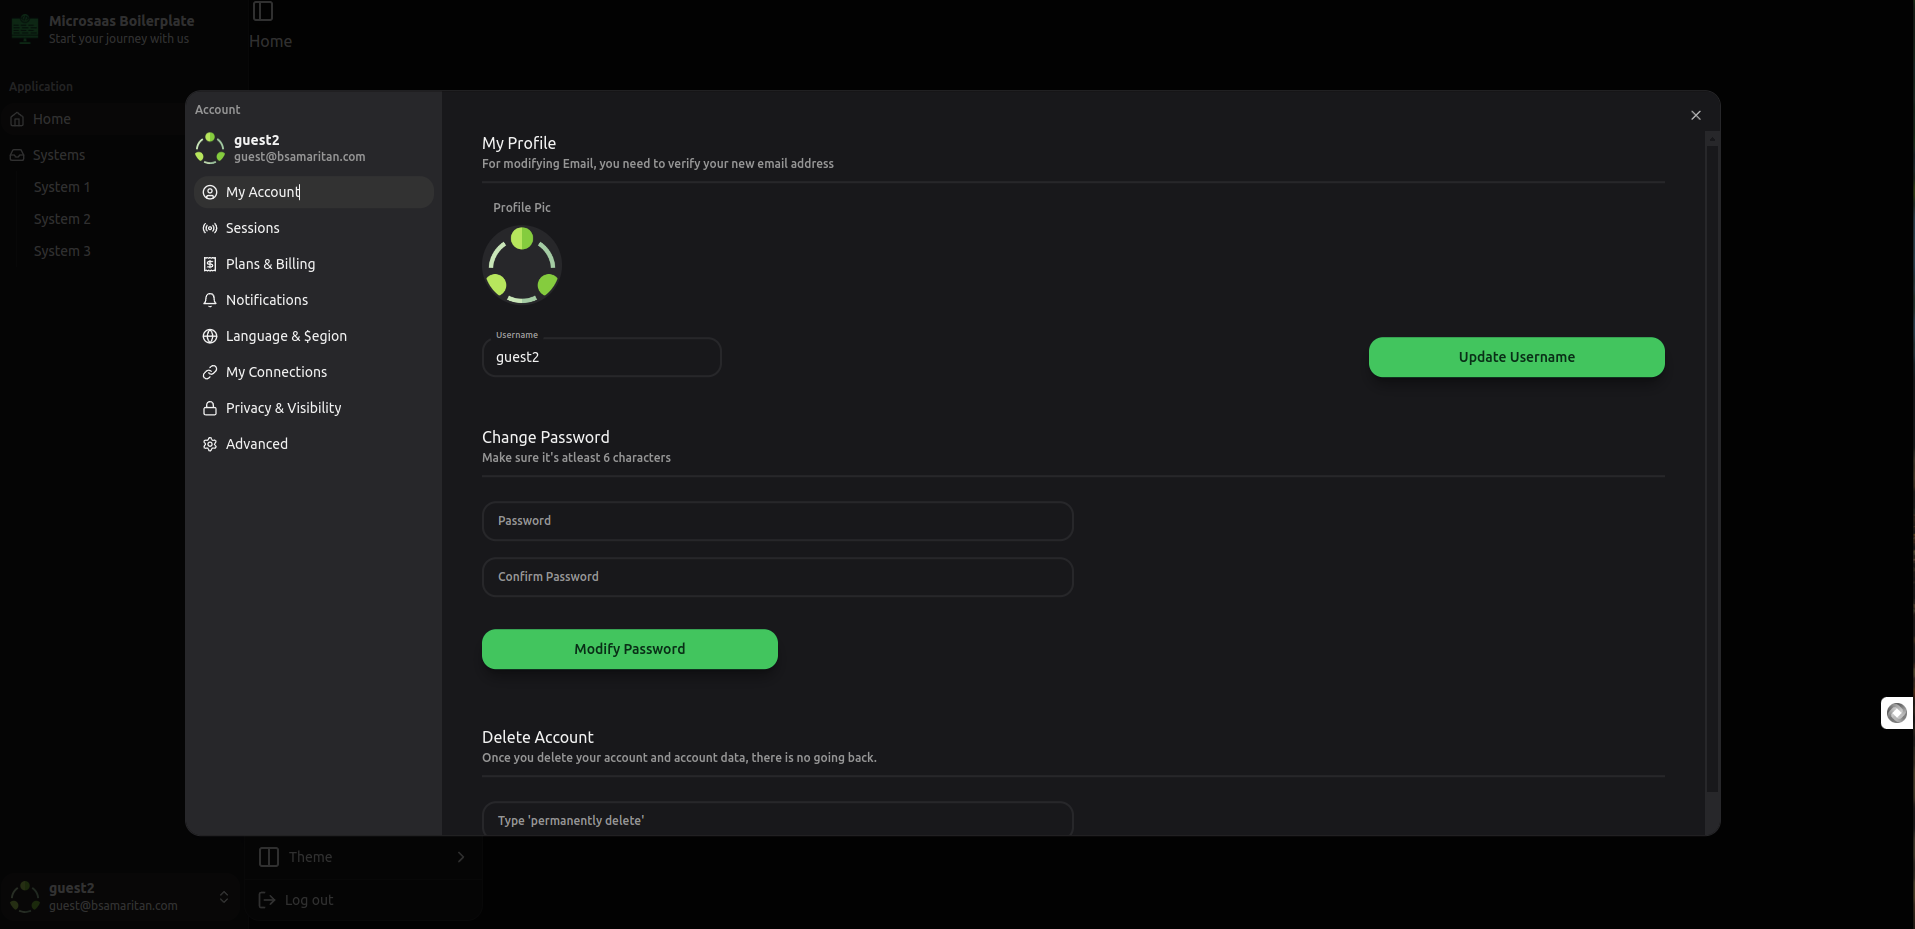 Microsaas Boilerplate
Start your journey with us
Home
Application
Home
Systems
System 1
System 2
System 3
Account
guest2
guest@bsamaritan.com
My Account
Sessions
Plans & Billing
Notifications
Language & $egion
My Connections
Privacy & Visibility
Advanced
My Profile
For modifying Email, you need to verify your new email address
Profile Pic
Username
guest2
Update Username
Change Password
Make sure it's atleast 6 characters
Password
Confirm Password
Modify Password
Delete Account
Once you delete your account and account data, there is no going back.
Type 'permanently delete'
Theme
Log out
guest2
guest@bsamaritan.com